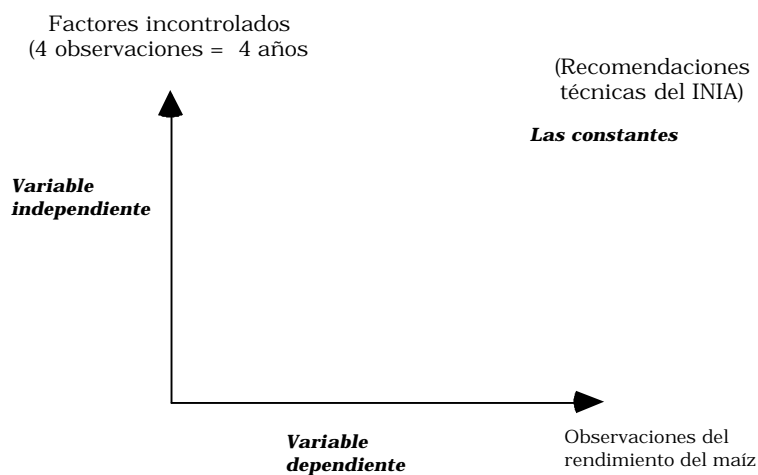 Factores incontrolados
(4 observaciones = 4 años
(Recomendaciones
técnicas del INIA)
Las constantes
Variable
independiente
Variable
dependiente
Observaciones del
rendimiento del maíz